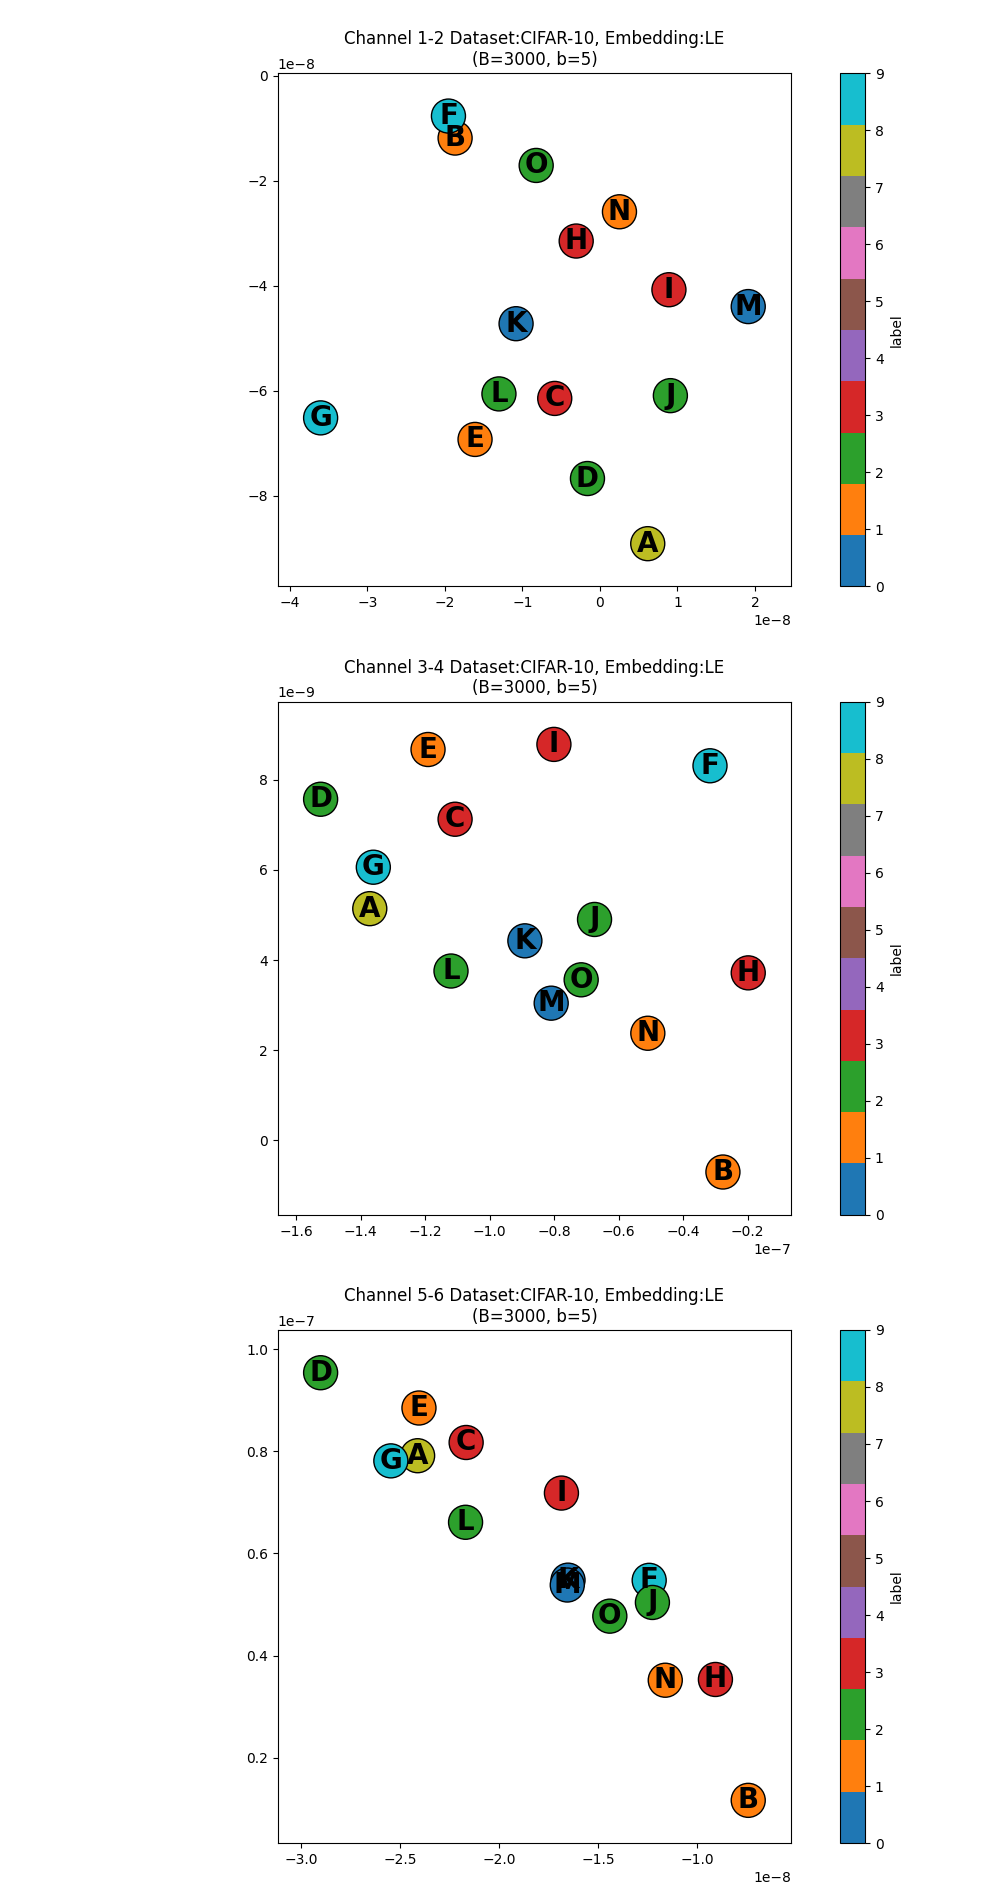 Channel 1-2 Dataset:CIFAR-10, Embedding:LE
(B=3000, b=5)
1e−8
0
−2
−4
−6
−8
F
B
O
N
H
I
M
K
L
C
J
G
E
D
A
−4 −3 −2 −1 0 1 2
1e−8
9
8
7
6
5
4
3
2
1
0
label
Channel 3-4 Dataset:CIFAR-10, Embedding:LE
(B=3000, b=5)
1e−9
8
6
4
2
0
I
E
F
D
C
G
A
J
K
L
H
O
M
N
B
−1.6 −1.4 −1.2 −1.0 −0.8 −0.6 −0.4 −0.2
1e−7
9
8
7
6
5
4
3
2
1
0
label
Channel 5-6 Dataset:CIFAR-10, Embedding:LE
(B=3000, b=5)
1e−7
1.0
0.8
0.6
0.4
0.2
D
E
C
A
G
I
L
K
M
F
J
O
N
H
B
−3.0 −2.5 −2.0 −1.5 −1.0
1e−8
9
8
7
6
5
4
3
2
1
0
label